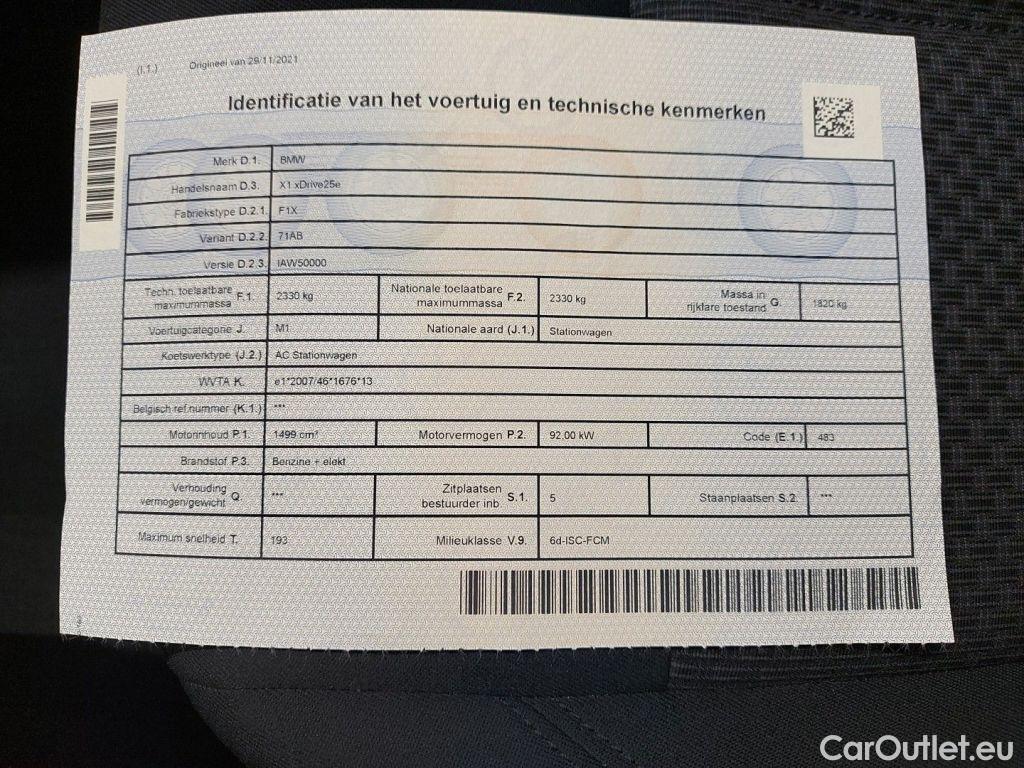 (I.1.) Origineel van 29/11/2021
Identificatie van het voertuig en technische kenmerken
Merk D.1. BMW
Handelsnaam D.3. X1 xDrive25e
Fabriekstype D.2.1. F1X
Variant D.2.2. 71AB
Versie D.2.3. IAW50000
Techn. toelaatbare maximummassa F.1. 2330 kg Nationale toelaatbare maximummassa F.2. 2330 kg Massa in rijklare toestand G. 1820 kg
Voertuigcategorie J. M1 Nationale aard (J.1.) Stationwagen
Koetswerktype (J.2.) AC Stationwagen
WVTA K. e1*2007/46*1676*13
Belgisch ref.nummer (K.1.) ***
Motorinhoud P.1. 1499 cm³ Motorvermogen P.2. 92,00 kW Code (E.1.) 483
Brandstof P.3. Benzine + elekt
Verhouding vermogen/gewicht Q. *** Zitplaatsen bestuurder inb. S.1. 5 Staanplaatsen S.2. ***
Maximum snelheid T. 193 Milieuklasse V.9. 6d-ISC-FCM
CarOutlet.eu